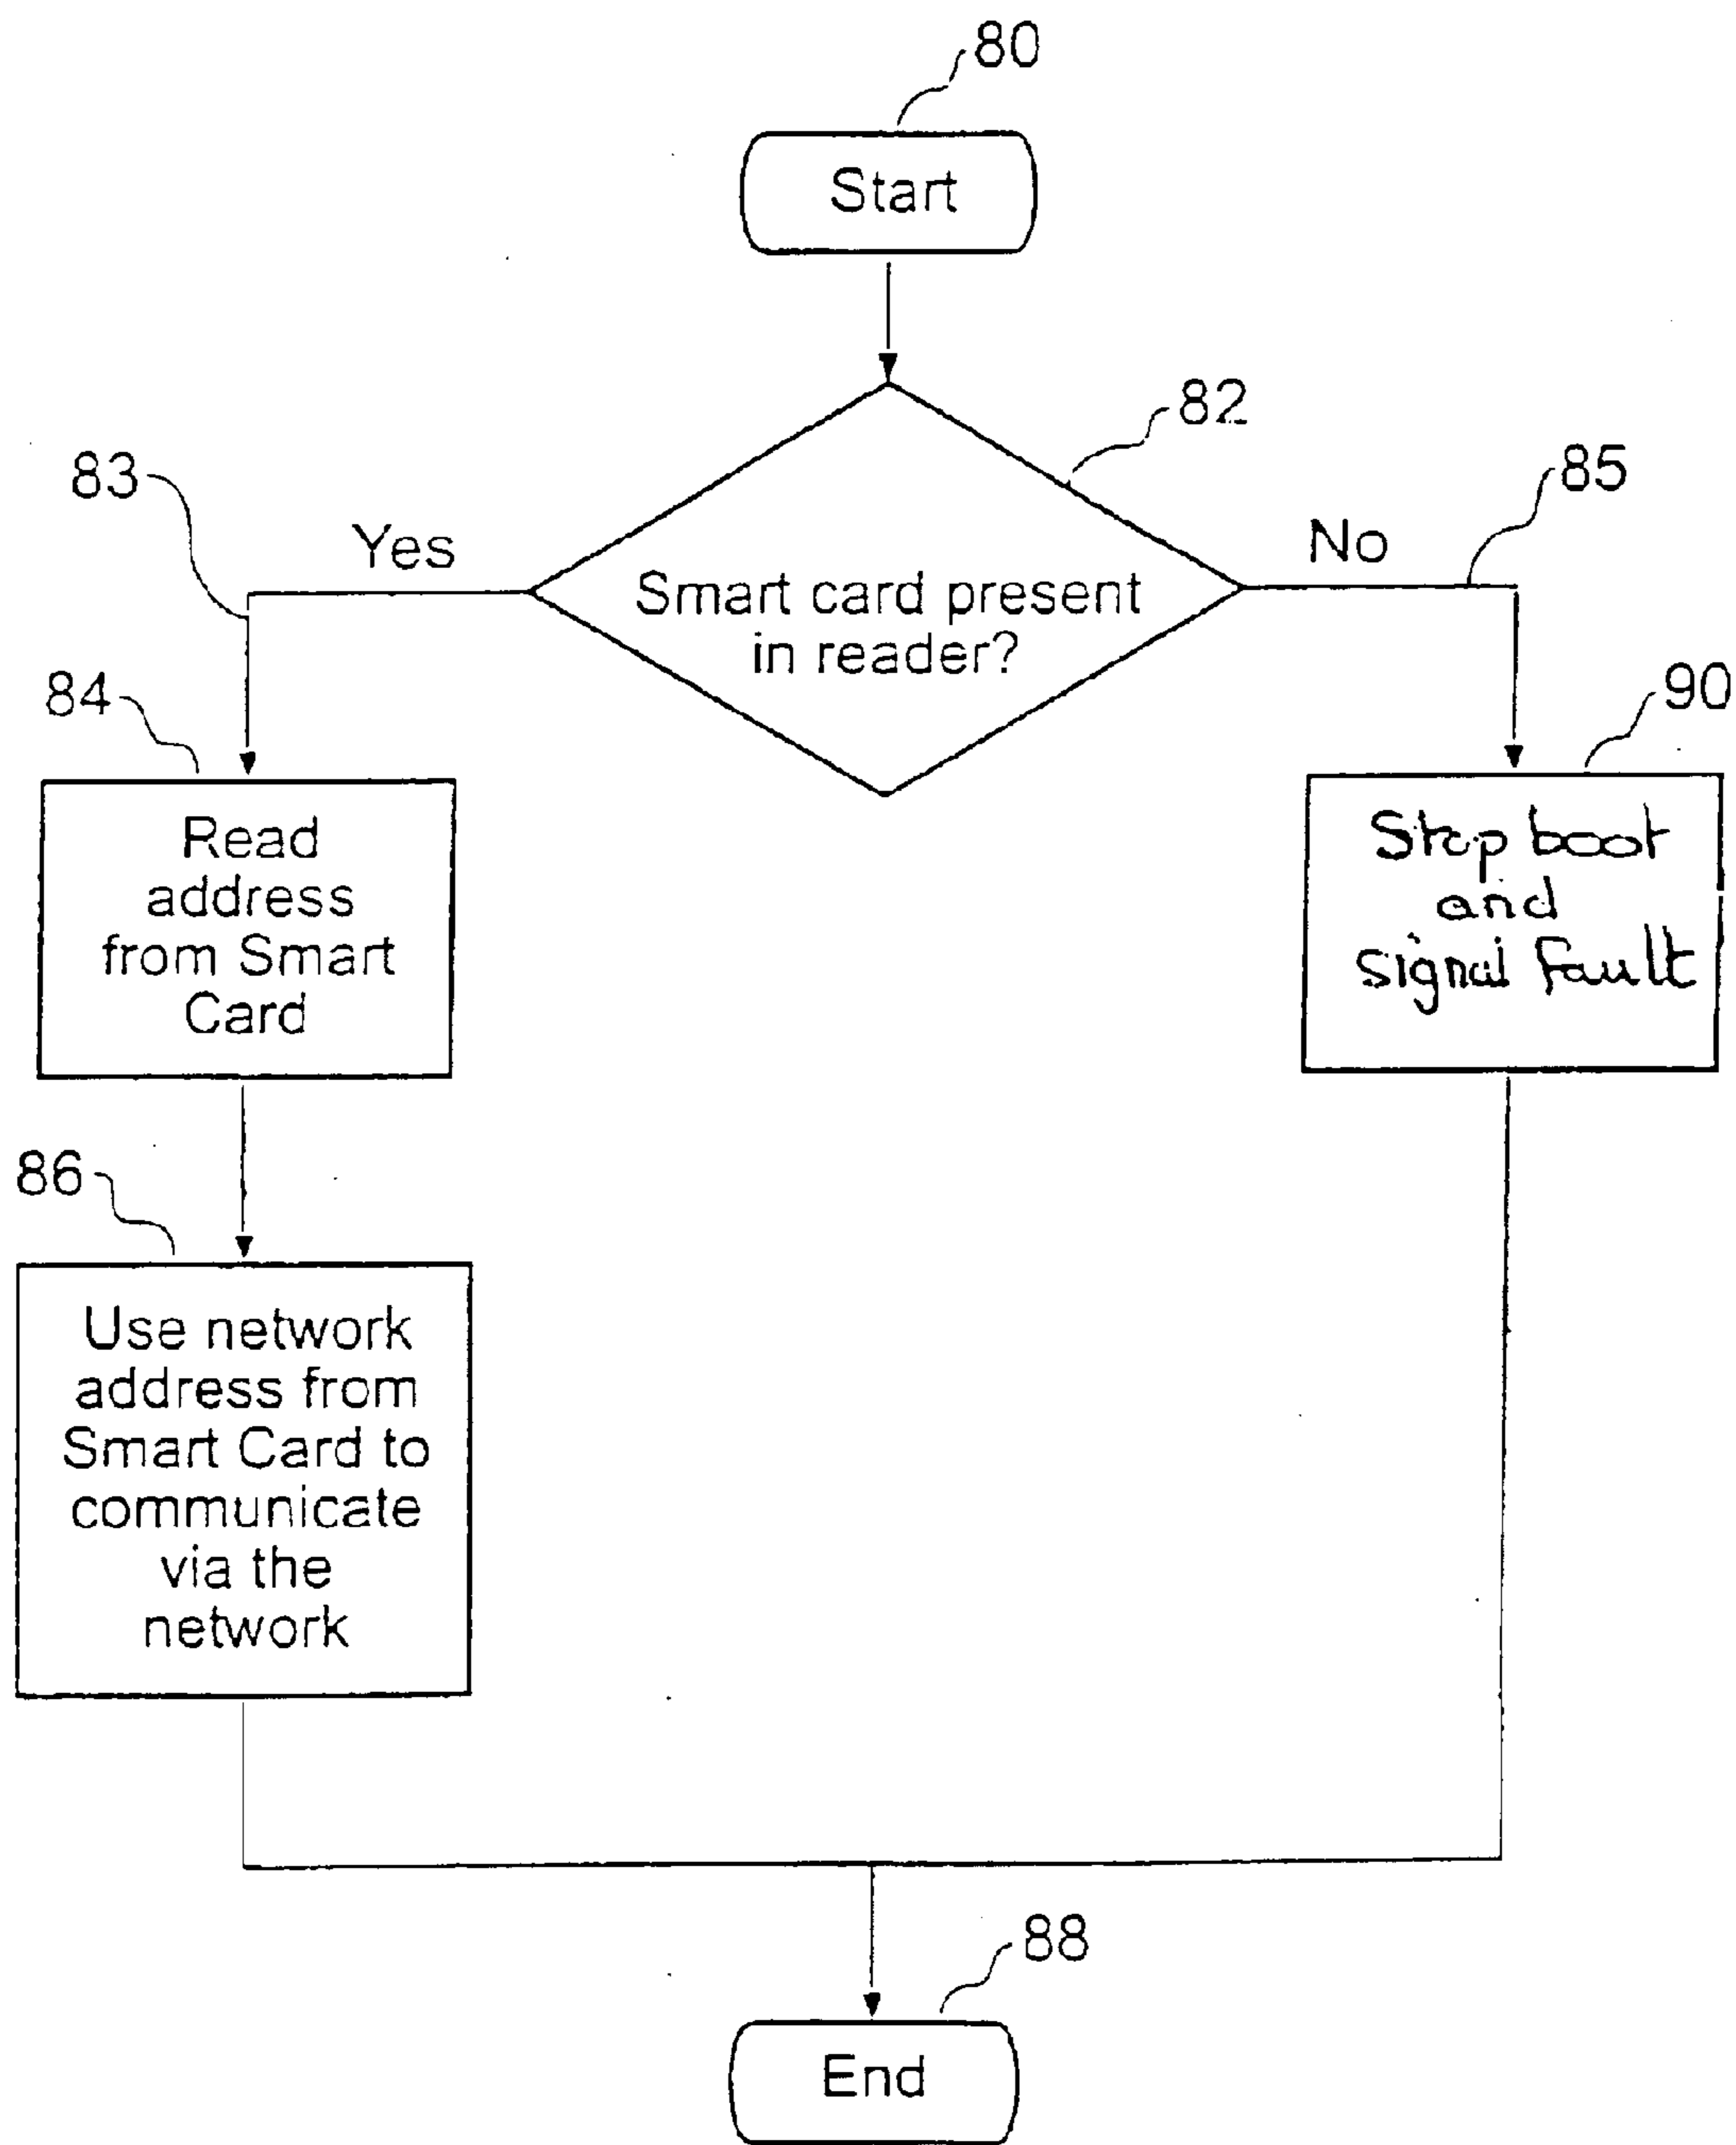 80
Start
82
83
85
Yes
No
Smart card present
in reader?
84
90
Read
address
from Smart
Card
Stop boot
and
signal fault
86
Use network
address from
Smart Card to
communicate
via the
network
88
End